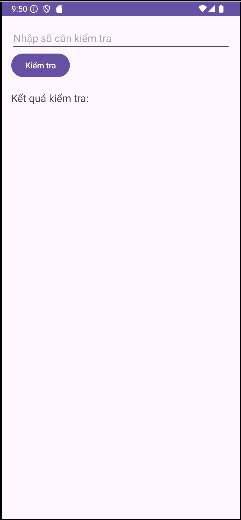 9:50
Nhập số cần kiểm tra
Kiểm tra
Kết quả kiểm tra: